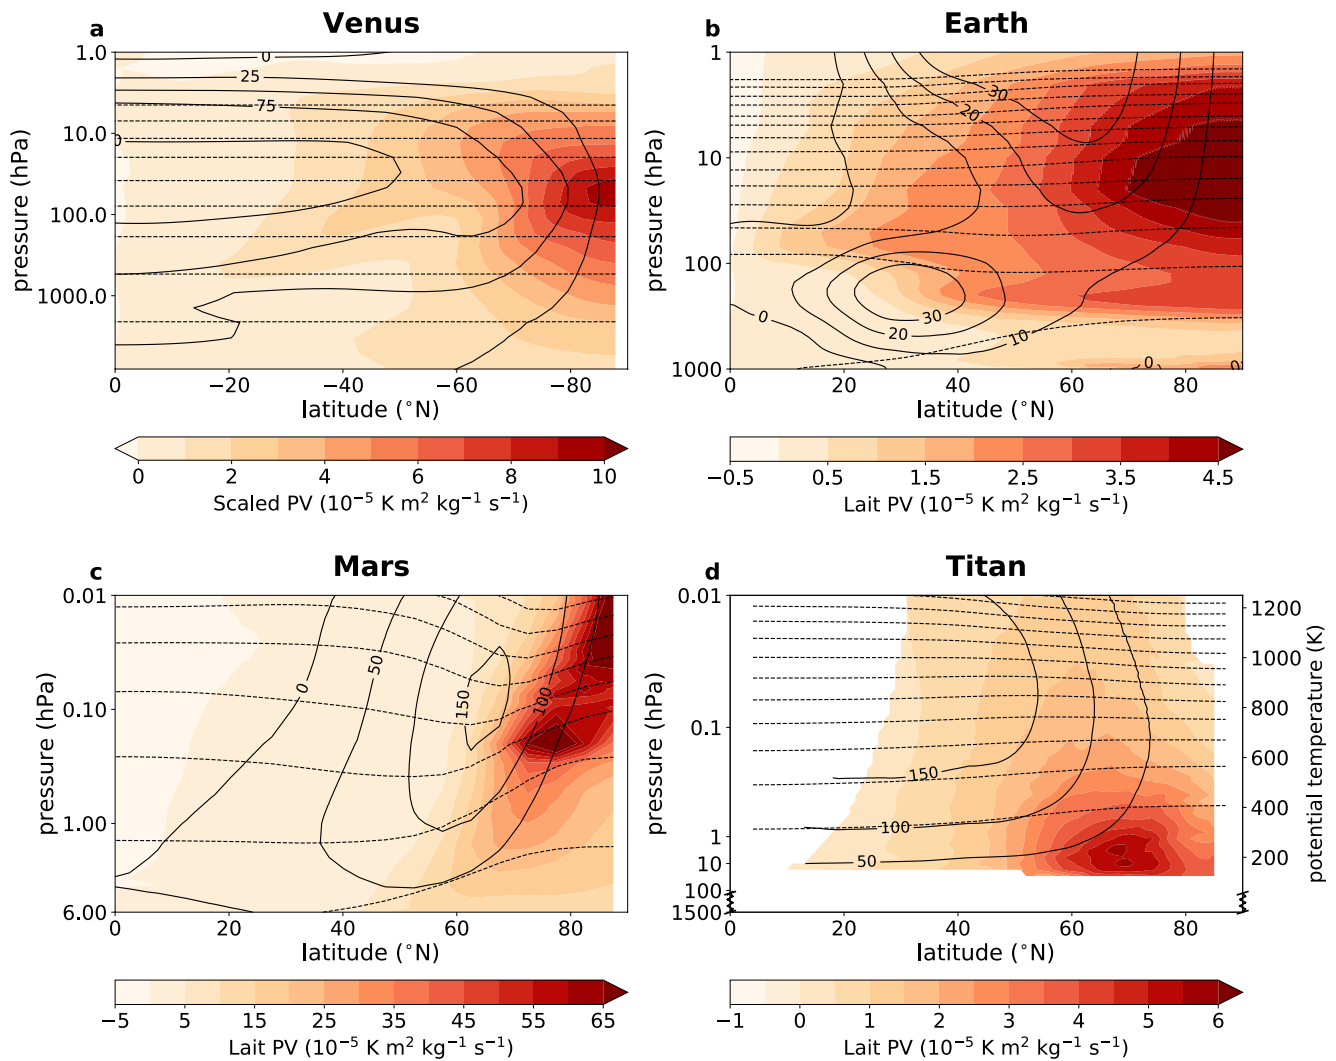 a Venus
1.0
10.0
100.0
1000.0
pressure (hPa)
0
25
75
0
0 −20 −40 −60 −80
latitude (°N)
0 2 4 6 8 10
Scaled PV (10⁻⁵ K m² kg⁻¹ s⁻¹)
b Earth
1
10
100
1000
pressure (hPa)
30
20
30
20
10
0
0
0
0 20 40 60 80
latitude (°N)
−0.5 0.5 1.5 2.5 3.5 4.5
Lait PV (10⁻⁵ K m² kg⁻¹ s⁻¹)
c Mars
0.01
0.10
1.00
6.00
pressure (hPa)
0
50
150
100
0 20 40 60 80
latitude (°N)
−5 5 15 25 35 45 55 65
Lait PV (10⁻⁵ K m² kg⁻¹ s⁻¹)
d Titan
0.01
0.1
1
10
100
1500
pressure (hPa)
150
100
50
1200
1000
800
600
400
200
potential temperature (K)
0 20 40 60 80
latitude (°N)
−1 0 1 2 3 4 5 6
Lait PV (10⁻⁵ K m² kg⁻¹ s⁻¹)